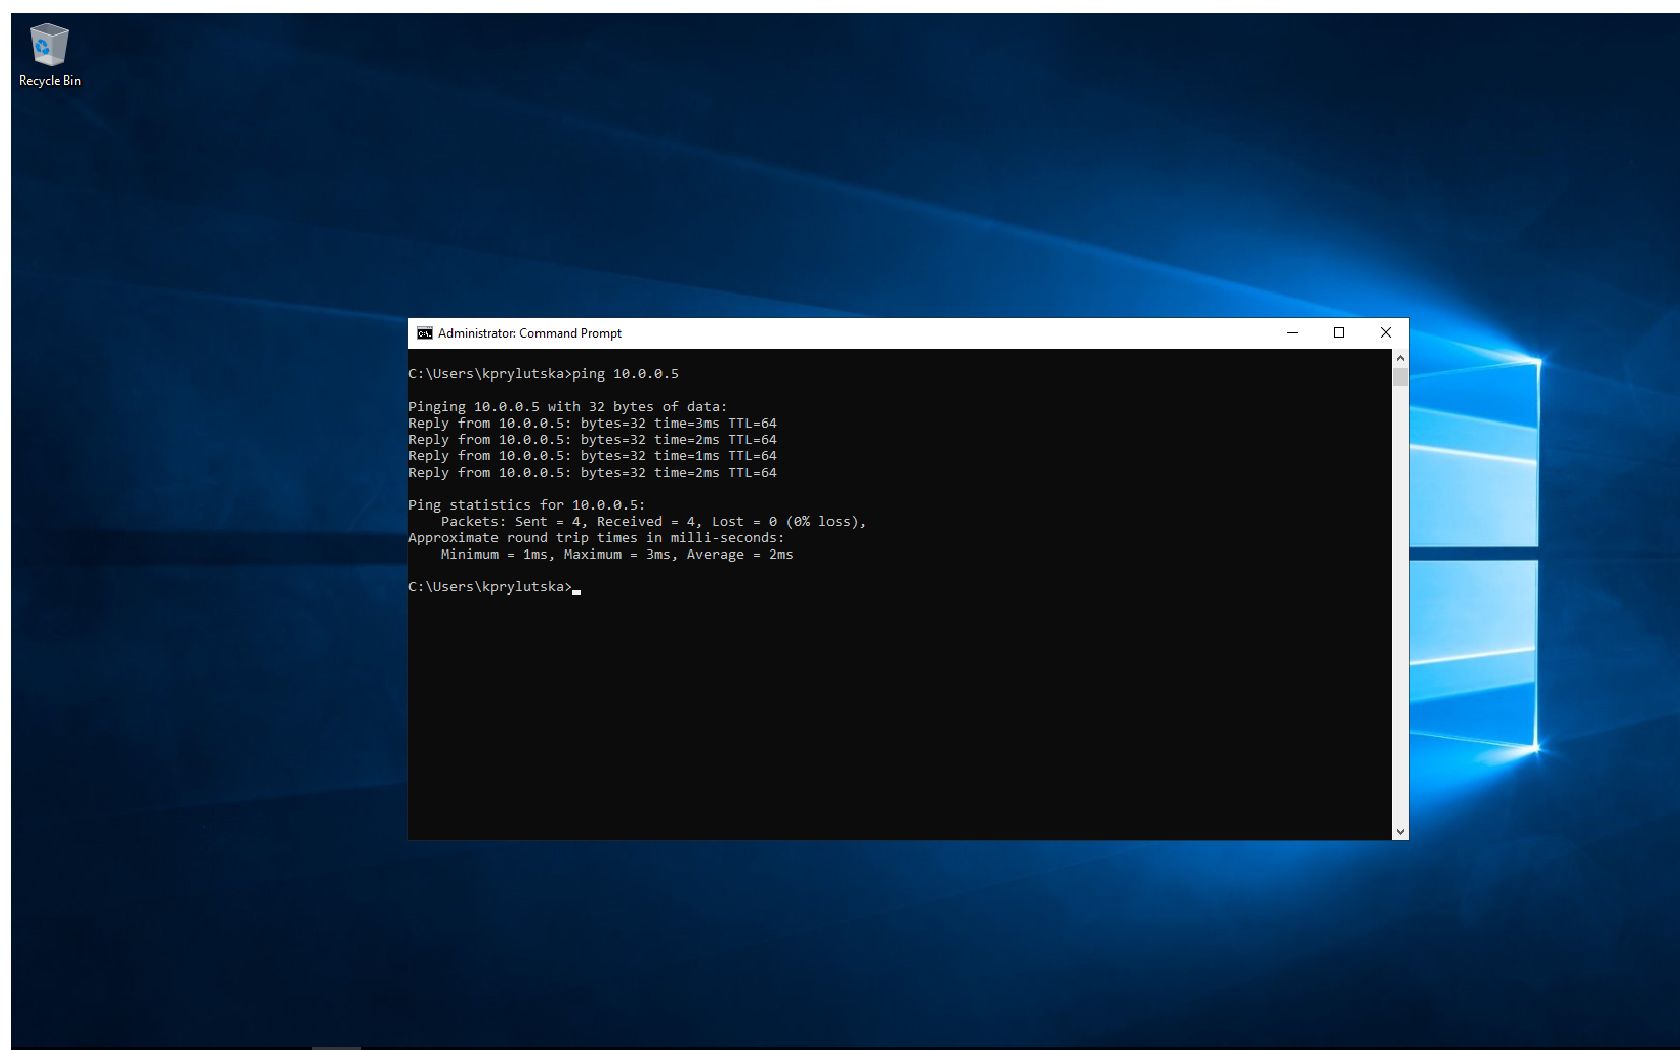 Recycle Bin
Administrator: Command Prompt
C:\Users\kprylutska>ping 10.0.0.5
Pinging 10.0.0.5 with 32 bytes of data:
Reply from 10.0.0.5: bytes=32 time=3ms TTL=64
Reply from 10.0.0.5: bytes=32 time=2ms TTL=64
Reply from 10.0.0.5: bytes=32 time=1ms TTL=64
Reply from 10.0.0.5: bytes=32 time=2ms TTL=64
Ping statistics for 10.0.0.5:
    Packets: Sent = 4, Received = 4, Lost = 0 (0% loss),
Approximate round trip times in milli-seconds:
    Minimum = 1ms, Maximum = 3ms, Average = 2ms
C:\Users\kprylutska>